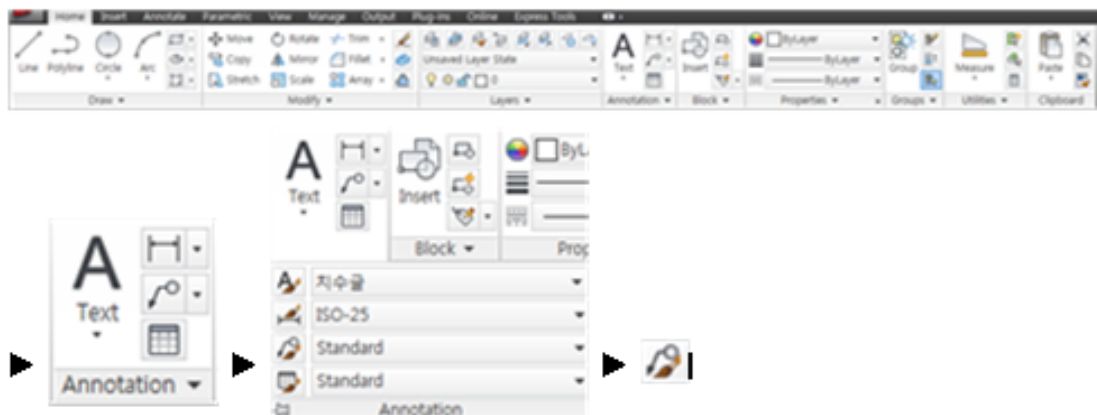 Home Insert Annotate Parametric View Manage Output Plug-ins Online Express Tools
Move Rotate Trim ByLayer
Line Polyline Circle Arc Copy Mirror Fillet Unsaved Layer State Text Insert ByLayer Group Measure Paste
Stretch Scale Array 0 ByLayer
Draw Modify Layers Annotation Block Properties Groups Utilities Clipboard
A
Text
Annotation
A
Text
Insert
ByL
Block
Prop
치수글
ISO-25
Standard
Standard
Annotation